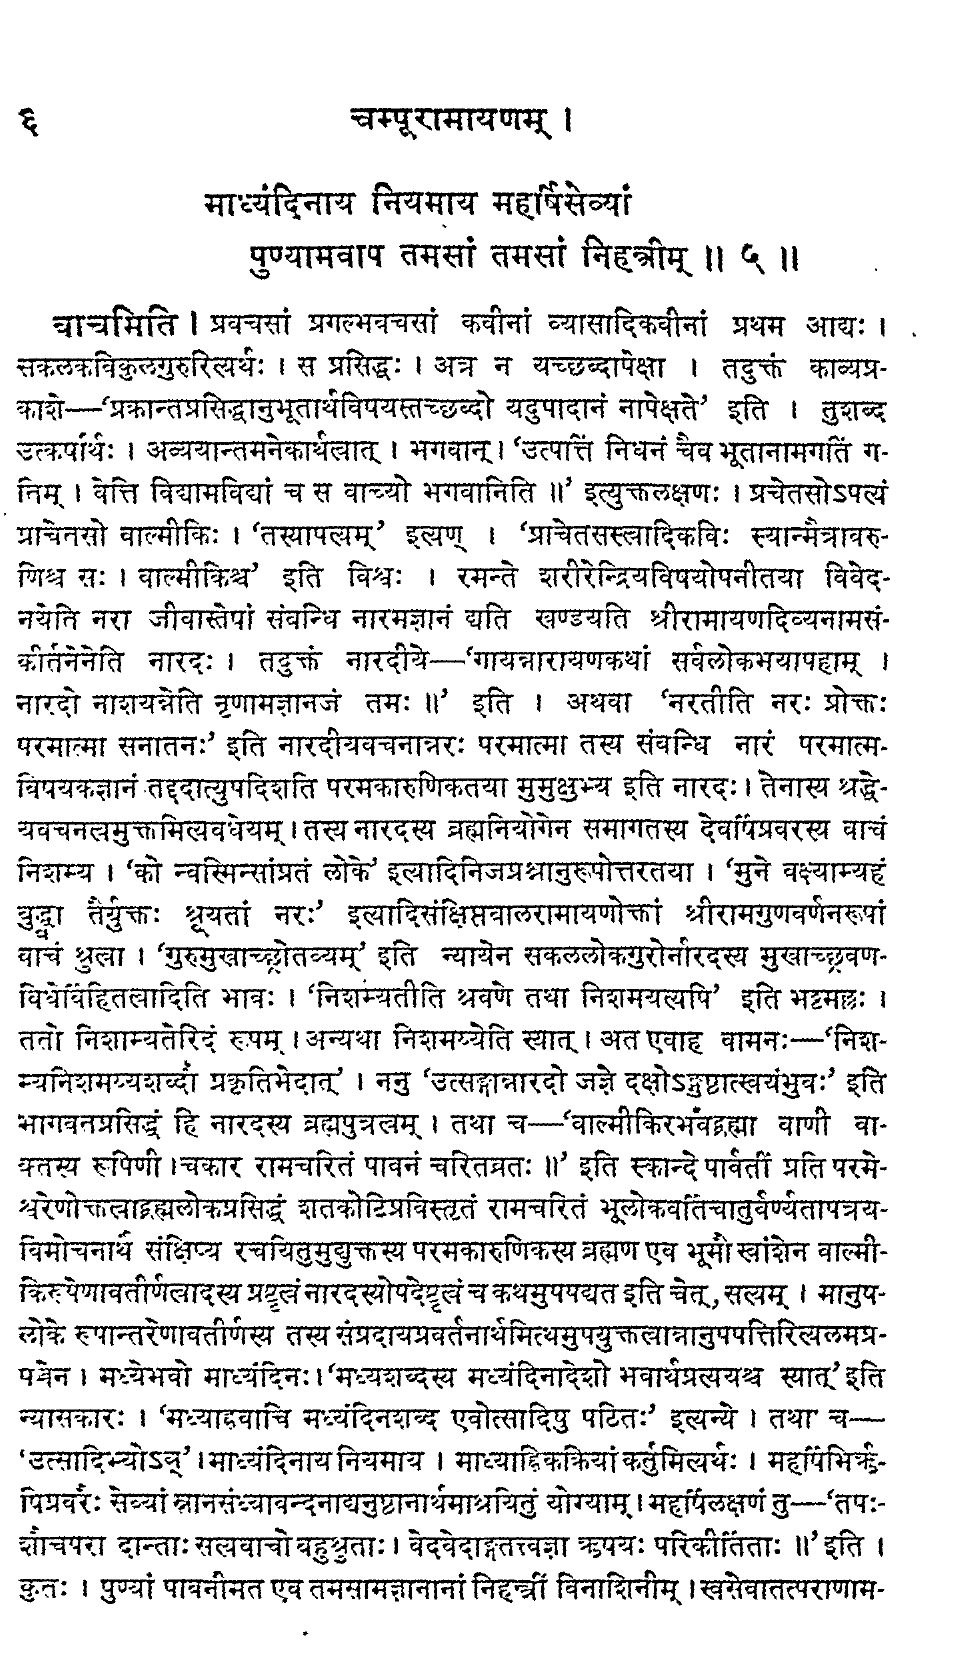 ६
चम्पूरामायणम् ।
माध्यंदिनाय नियमाय महर्षिसेव्यां
पुण्यामवाप तमसां तमसां निहन्त्रीम् ॥ ५ ॥
वाचमिति । प्रवचसां प्रगल्भवचसां कवीनां व्यासादिकवीनां प्रथम आद्यः ।
सकलकविकुलगुरुरित्यर्थः । स प्रसिद्धः । अत्र न यच्छब्दापेक्षा । तदुक्तं काव्यप्र-
काशे—‘प्रक्रान्तप्रसिद्धानुभूतार्थविषयस्तच्छब्दो यदुपादानं नापेक्षते’ इति । तुशब्द
उत्कर्षार्थः । अव्ययान्तमनेकार्थत्वात् । भगवान् । ‘उत्पत्तिं निधनं चैव भूतानामगतिं ग-
निम् । वेत्ति विद्यामविद्यां च स वाच्यो भगवानिति ॥’ इत्युक्तलक्षणः । प्रचेतसोऽपत्यं
प्राचेतसो वाल्मीकिः । ‘तस्यापत्यम्’ इत्यण् । ‘प्राचेतसस्त्वादिकविः स्यान्मैत्रावरु-
णिश्च सः । वाल्मीकिश्च’ इति विश्वः । रमन्ते शरीरेन्द्रियविषयोपनीतया विवेद-
नयेति नरा जीवास्तेषां संबन्धि नारमज्ञानं द्यति खण्डयति श्रीरामायणदिव्यनामसं-
कीर्तनेनेति नारदः । तदुक्तं नारदीये—‘गायन्नारायणकथां सर्वलोकभयापहाम् ।
नारदो नाशयन्नेति नृणामज्ञानजं तमः ॥’ इति । अथवा ‘नरतीति नरः प्रोक्तः
परमात्मा सनातनः’ इति नारदीयवचनान्नरः परमात्मा तस्य संबन्धि नारं परमात्म-
विषयकज्ञानं तद्ददात्युपदिशति परमकारुणिकतया मुमुक्षुभ्य इति नारदः । तेनास्य श्रद्धे-
यवचनत्वमुक्तमित्यवधेयम् । तस्य नारदस्य ब्रह्मनियोगेन समागतस्य देवर्षिप्रवरस्य वाचं
निशम्य । ‘को न्वस्मिन्सांप्रतं लोके’ इत्यादिनिजप्रश्नानुरूपोत्तरतया । ‘मुने वक्ष्याम्यहं
बुद्ध्वा तैर्युक्तः श्रूयतां नरः’ इत्यादिसंक्षिप्तबालरामायणोक्तां श्रीरामगुणवर्णनरूपां
वाचं श्रुत्वा । ‘गुरुमुखाच्छ्रोतव्यम्’ इति न्यायेन सकललोकगुरोर्नारदस्य मुखाच्छ्रवण-
विधेर्विहितत्वादिति भावः । ‘निशम्यतीति श्रवणे तथा निशमयत्यपि’ इति भट्टमल्लः ।
ततो निशाम्यतेरिदं रूपम् । अन्यथा निशमय्येति स्यात् । अत एवाह वामनः—‘निश-
म्यनिशमय्यशब्दौ प्रकृतिभेदात्’ । ननु ‘उत्सङ्गान्नारदो जज्ञे दक्षोऽङ्गुष्ठात्स्वयंभुवः’ इति
भागवनप्रसिद्धं हि नारदस्य ब्रह्मपुत्रत्वम् । तथा च—‘वाल्मीकिरभवद्ब्रह्मा वाणी वा-
क्तस्य रूपिणी । चकार रामचरितं पावनं चरितव्रतः ॥’ इति स्कान्दे पार्वतीं प्रति परमे-
श्वरेणोक्तत्वाद्ब्रह्मलोकप्रसिद्धं शतकोटिप्रविस्तृतं रामचरितं भूलोकवर्तिचातुर्वर्ण्यतापत्रय-
विमोचनार्थं संक्षिप्य रचयितुमुद्युक्तस्य परमकारुणिकस्य ब्रह्मण एव भूमौ स्वांशेन वाल्मी-
किरूपेणावतीर्णत्वादस्य प्रष्टृत्वं नारदस्योपदेष्टृत्वं च कथमुपपद्यत इति चेत्, सत्यम् । मानुष-
लोके रूपान्तरेणावतीर्णस्य तस्य संप्रदायप्रवर्तनार्थमित्थमुपयुक्तत्वान्नानुपपत्तिरित्यलमप्र-
पञ्चेन । मध्येभवो माध्यंदिनः । ‘मध्यशब्दस्य मध्यंदिनादेशो भवार्थप्रत्ययश्च स्यात्’ इति
न्यासकारः । ‘मध्याह्नवाचि मध्यंदिनशब्द एवोत्सादिषु पठितः’ इत्यन्ये । तथा च—
‘उत्सादिभ्योऽञ्’ । माध्यंदिनाय नियमाय । माध्याह्निकक्रियां कर्तुमित्यर्थः । महर्षिभिर्ऋ-
षिप्रवरैः सेव्यां स्नानसंध्यावन्दनाद्यनुष्ठानार्थमाश्रयितुं योग्याम् । महर्षिलक्षणं तु—‘तपः-
शौचपरा दान्ताः सत्यवाचो बहुश्रुताः । वेदवेदाङ्गतत्त्वज्ञा ऋषयः परिकीर्तिताः ॥’ इति ।
कुतः । पुण्यां पावनीमत एव तमसामज्ञानानां निहन्त्रीं विनाशिनीम् । स्वसेवातत्पराणाम-